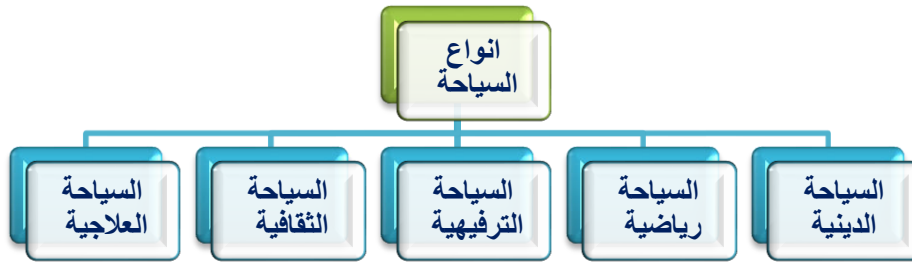 انواع
السياحة
السياحة
الدينية
السياحة
رياضية
السياحة
الترفيهية
السياحة
الثقافية
السياحة
العلاجية